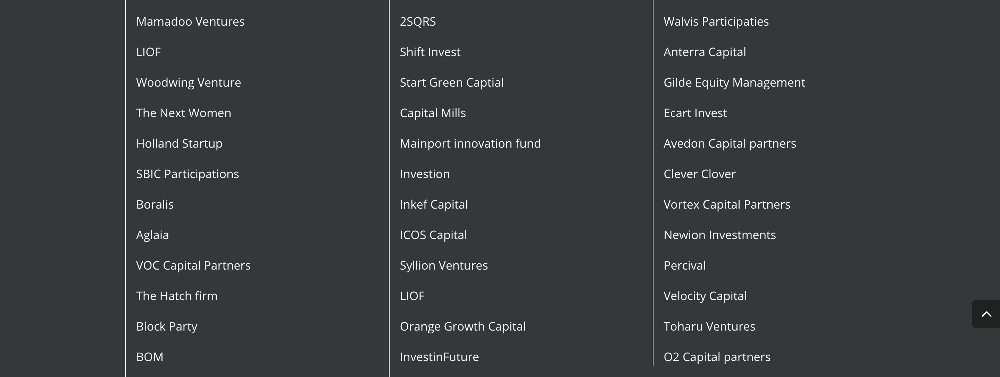 Mamadoo Ventures
LIOF
Woodwing Venture
The Next Women
Holland Startup
SBIC Participations
Boralis
Aglaia
VOC Capital Partners
The Hatch firm
Block Party
BOM
2SQRS
Shift Invest
Start Green Captial
Capital Mills
Mainport innovation fund
Investion
Inkef Capital
ICOS Capital
Syllion Ventures
LIOF
Orange Growth Capital
InvestinFuture
Walvis Participaties
Anterra Capital
Gilde Equity Management
Ecart Invest
Avedon Capital partners
Clever Clover
Vortex Capital Partners
Newion Investments
Percival
Velocity Capital
Toharu Ventures
O2 Capital partners